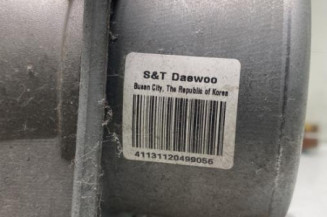 S&T Daewoo
Busan City, The Republic of Korea
41131120499056